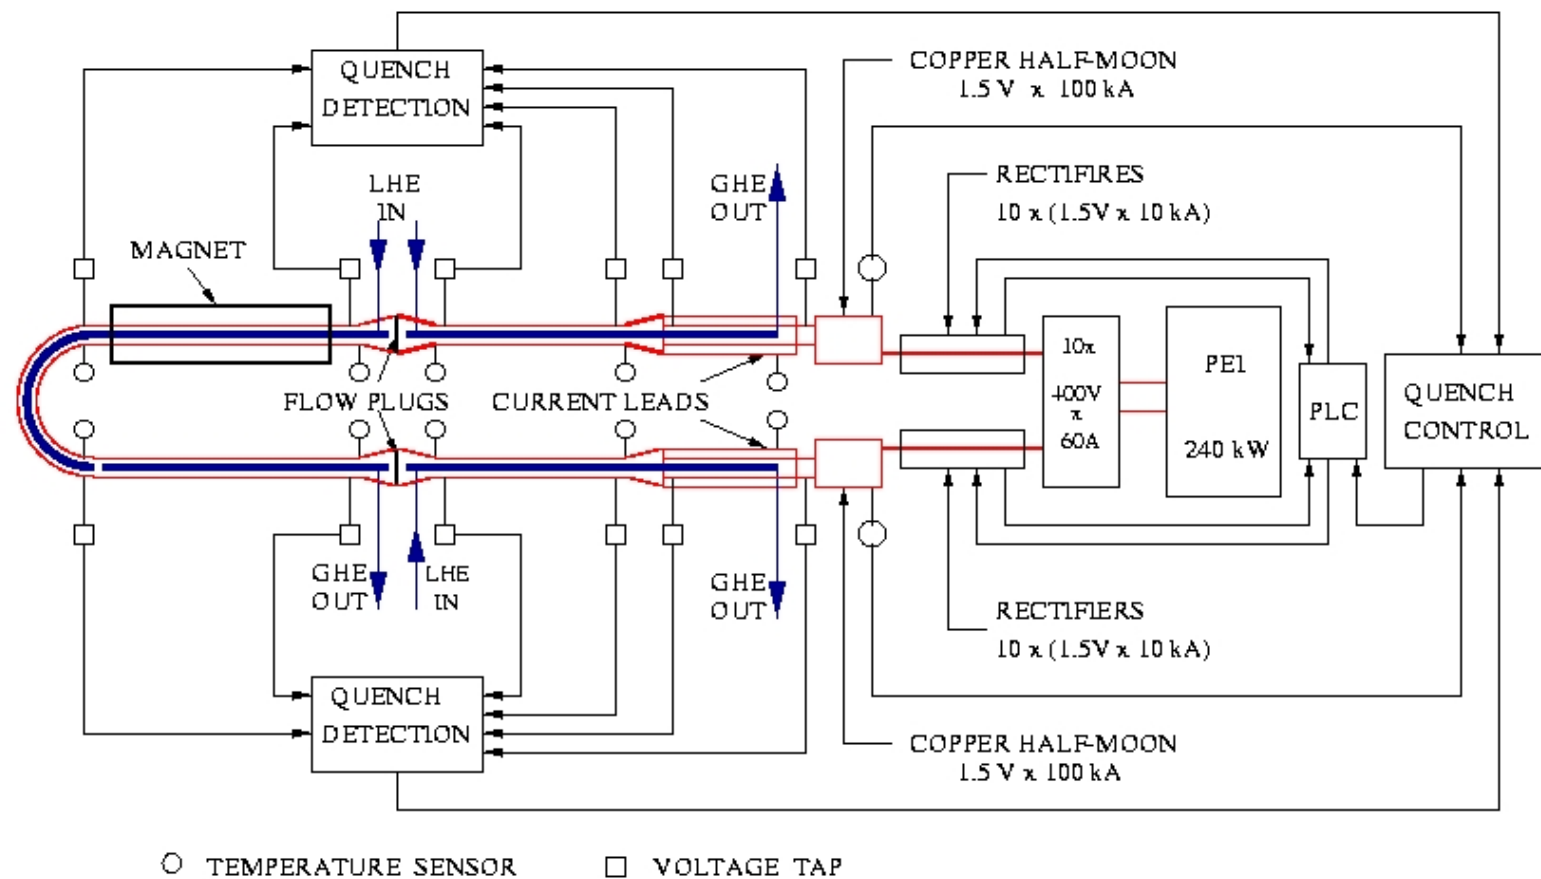 QUENCH
DETECTION
COPPER HALF-MOON
1.5 V x 100 kA
LHE
IN
GHE
OUT
RECTIFIRES
10 x (1.5V x 10 kA)
MAGNET
FLOW PLUGS
CURRENT LEADS
10x
400V
x
60A
PE1
240 kW
PLC
QUENCH
CONTROL
GHE
OUT
LHE
IN
GHE
OUT
RECTIFIERS
10 x (1.5V x 10 kA)
QUENCH
DETECTION
COPPER HALF-MOON
1.5 V x 100 kA
TEMPERATURE SENSOR
VOLTAGE TAP